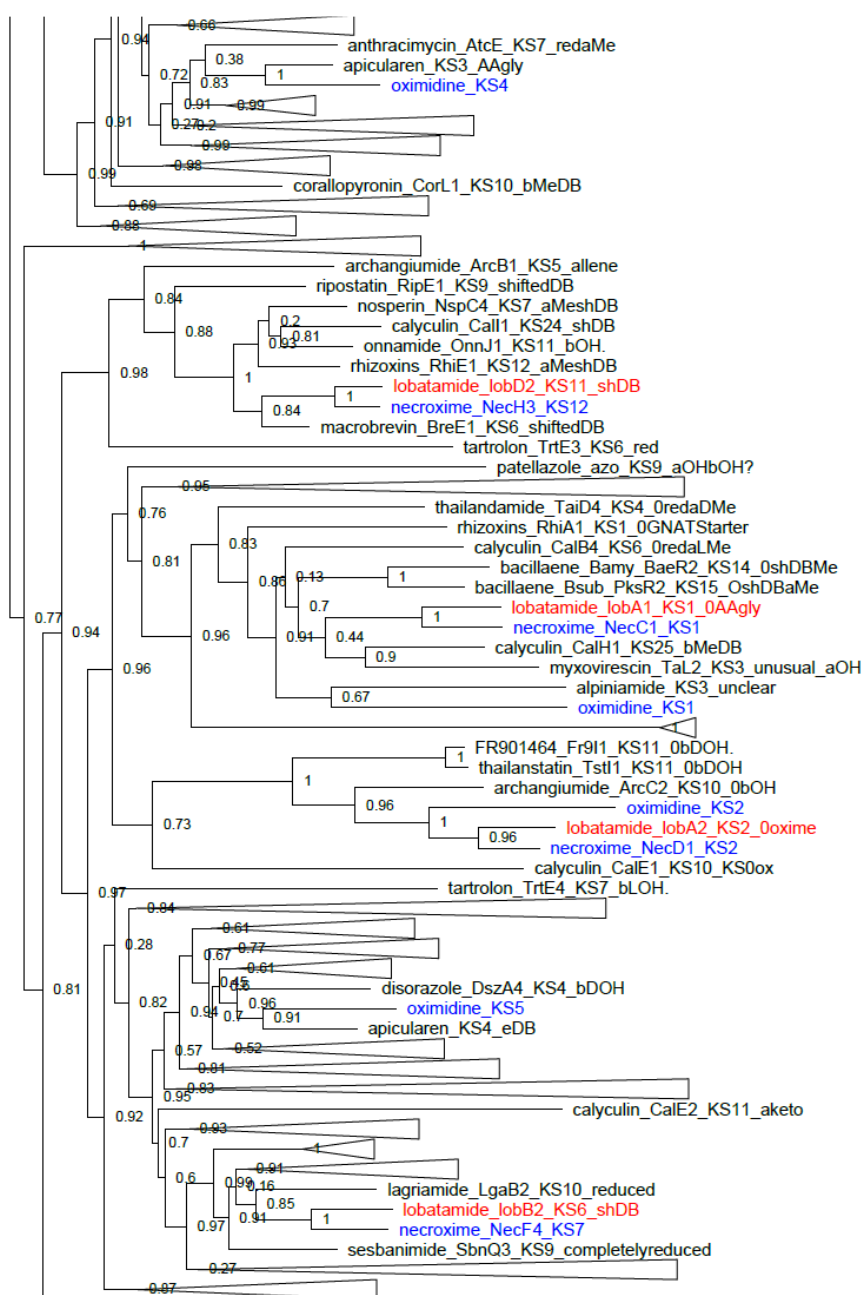 0.66
0.94
anthracimycin_AtcE_KS7_redaMe
0.38
apicularen_KS3_AAgly
0.72
0.83
1
oximidine_KS4
0.91
0.99
0.91
0.27
0.2
0.99
0.98
0.99
corallopyronin_CorL1_KS10_bMeDB
0.69
0.88
1
archangiumide_ArcB1_KS5_allene
ripostatin_RipE1_KS9_shiftedDB
0.84
nosperin_NspC4_KS7_aMeshDB
0.2
calyculin_CalI1_KS24_shDB
0.88
0.81
0.93
onnamide_OnnJ1_KS11_bOH.
rhizoxins_RhiE1_KS12_aMeshDB
0.98
1
lobatamide_lobD2_KS11_shDB
1
necroxime_NecH3_KS12
0.84
macrobrevin_BreE1_KS6_shiftedDB
tartrolon_TrtE3_KS6_red
patellazole_azo_KS9_aOHbOH?
0.95
0.76
thailandamide_TaiD4_KS4_0redaDMe
rhizoxins_RhiA1_KS1_0GNATStarter
0.83
calyculin_CalB4_KS6_0redaLMe
0.81
0.86
0.13
bacillaene_Bamy_BaeR2_KS14_0shDBMe
1
bacillaene_Bsub_PksR2_KS15_OshDBaMe
0.7
lobatamide_lobA1_KS1_0AAgly
0.77
1
necroxime_NecC1_KS1
0.94
0.96
0.91
0.44
calyculin_CalH1_KS25_bMeDB
0.9
myxovirescin_TaL2_KS3_unusual_aOH
0.96
alpiniamide_KS3_unclear
0.67
oximidine_KS1
1
FR901464_Fr9I1_KS11_0bDOH.
1
thailanstatin_TstI1_KS11_0bDOH
1
archangiumide_ArcC2_KS10_0bOH
0.96
oximidine_KS2
0.73
1
lobatamide_lobA2_KS2_0oxime
0.96
necroxime_NecD1_KS2
calyculin_CalE1_KS10_KS0ox
0.97
tartrolon_TrtE4_KS7_bLOH.
0.84
0.61
0.28
0.77
0.67
0.61
0.45
0.6
disorazole_DszA4_KS4_bDOH
0.81
0.82
0.96
oximidine_KS5
0.94
0.7
0.91
apicularen_KS4_eDB
0.57
0.52
0.81
0.83
0.95
calyculin_CalE2_KS11_aketo
0.92
0.93
0.7
1
0.91
0.6
0.99
0.16
lagriamide_LgaB2_KS10_reduced
0.85
lobatamide_lobB2_KS6_shDB
0.97
0.91
1
necroxime_NecF4_KS7
sesbanimide_SbnQ3_KS9_completelyreduced
0.27
0.87